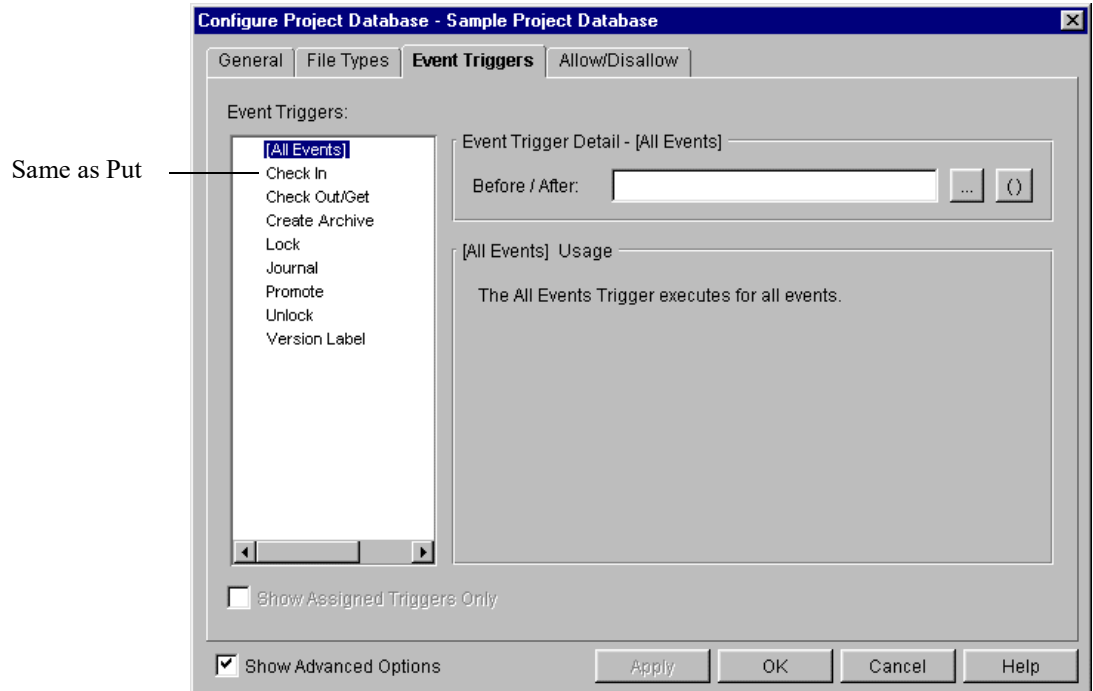 Configure Project Database - Sample Project Database
General File Types Event Triggers Allow/Disallow
Event Triggers:
Same as Put
[All Events]
Check In
Check Out/Get
Create Archive
Lock
Journal
Promote
Unlock
Version Label
Event Trigger Detail - [All Events]
Before / After:
... ()
[All Events] Usage
The All Events Trigger executes for all events.
Show Assigned Triggers Only
Show Advanced Options
Apply OK Cancel Help